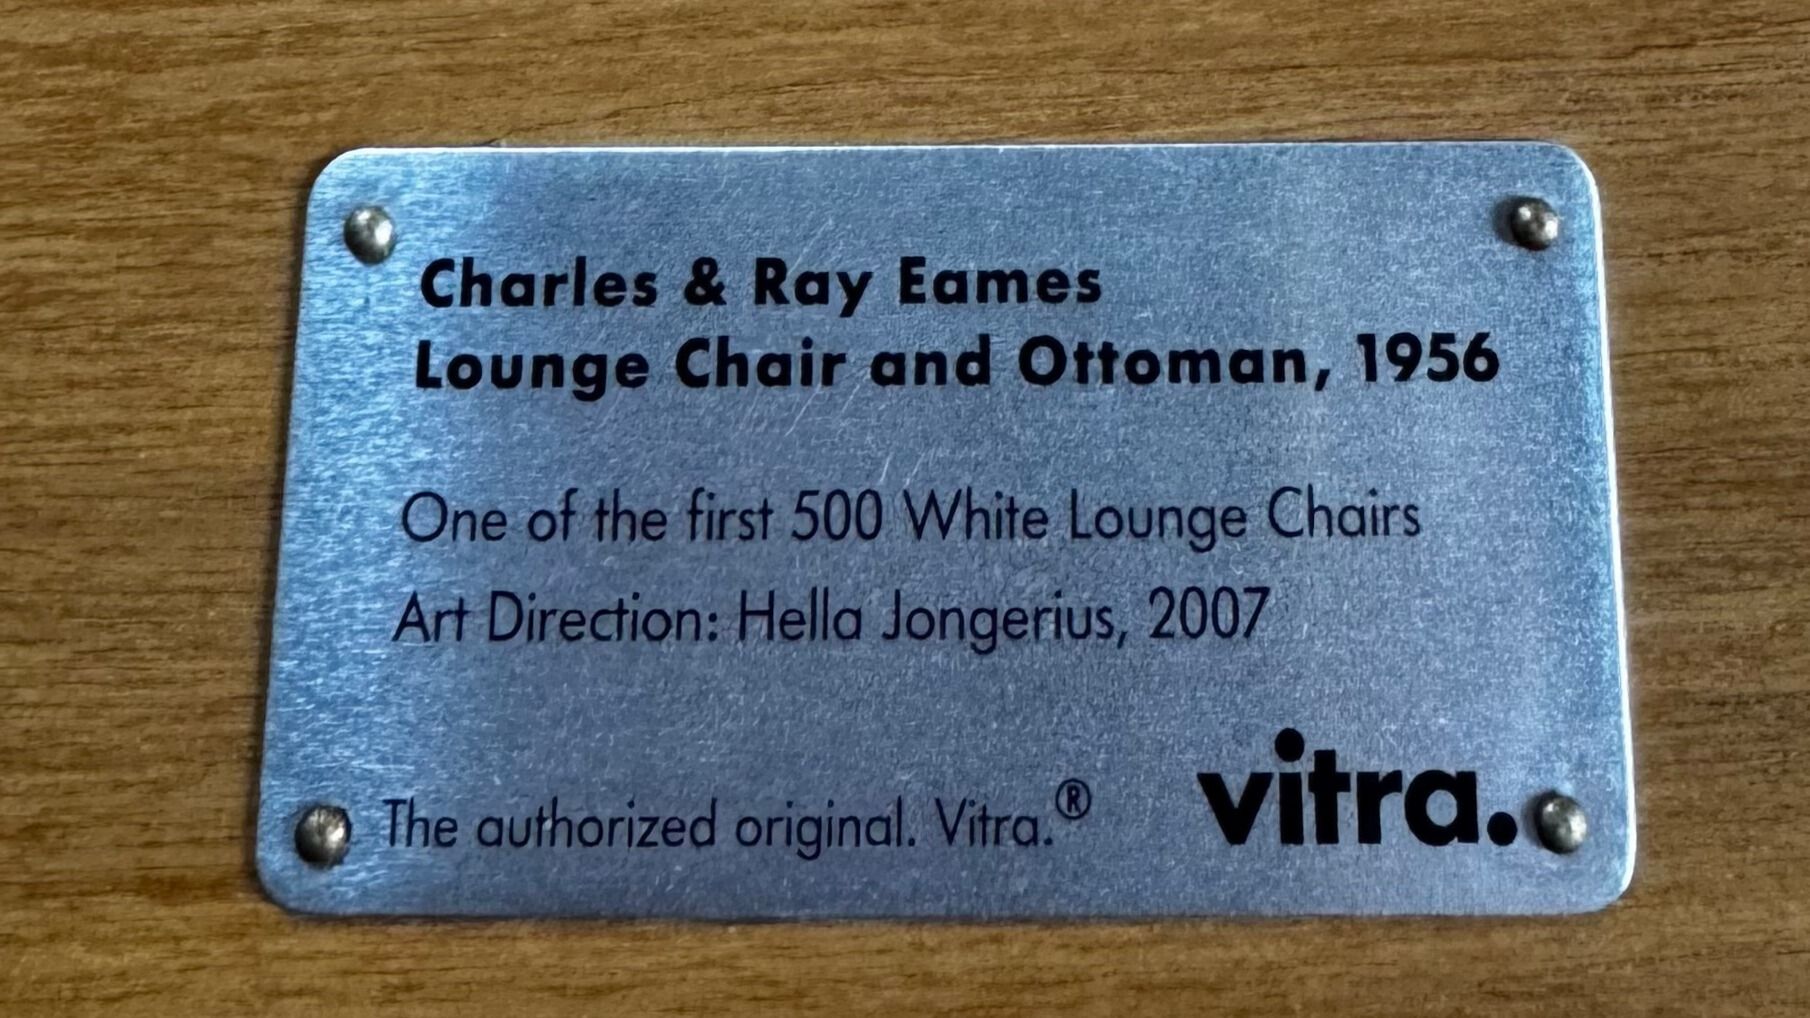 Charles & Ray Eames
Lounge Chair and Ottoman, 1956
One of the first 500 White Lounge Chairs
Art Direction: Hella Jongerius, 2007
The authorized original. Vitra.®
vitra.